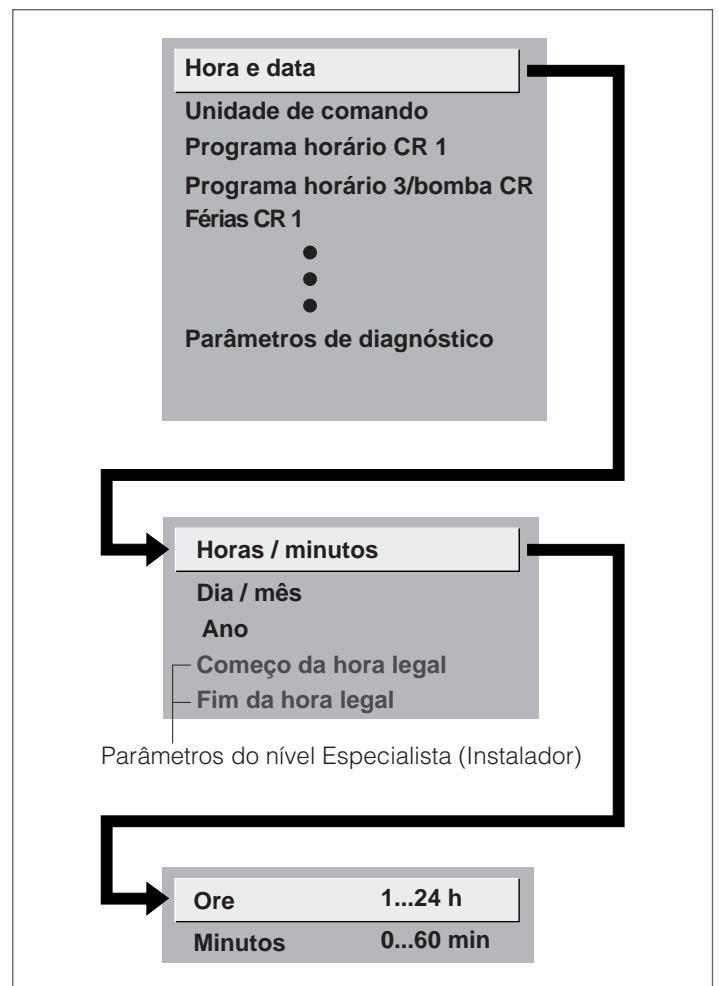 Hora e data
Unidade de comando
Programa horário CR 1
Programa horário 3/bomba CR
Férias CR 1
Parâmetros de diagnóstico
Horas / minutos
Dia / mês
Ano
Começo da hora legal
Fim da hora legal
Parâmetros do nível Especialista (Instalador)
Ore 1...24 h
Minutos 0...60 min